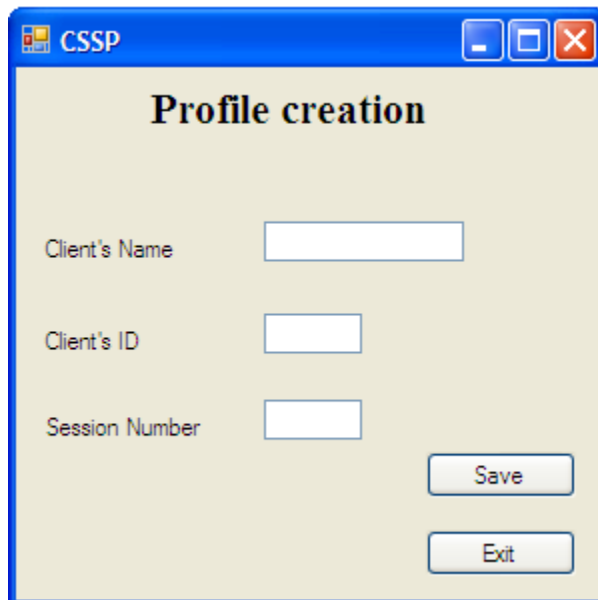 CSSP
Profile creation
Client's Name
Client's ID
Session Number
Save
Exit